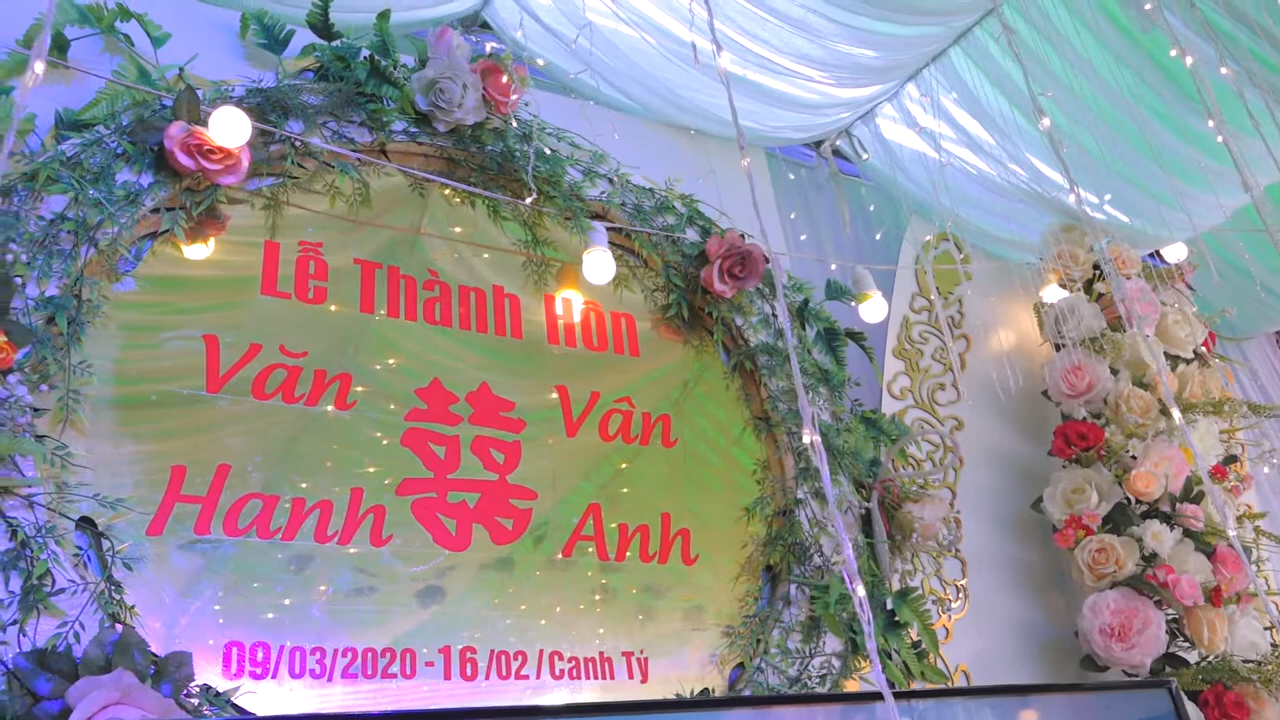 Lễ Thành Hôn
Văn Hanh
囍
Vân Anh
09/03/2020 - 16/02/Canh Tý